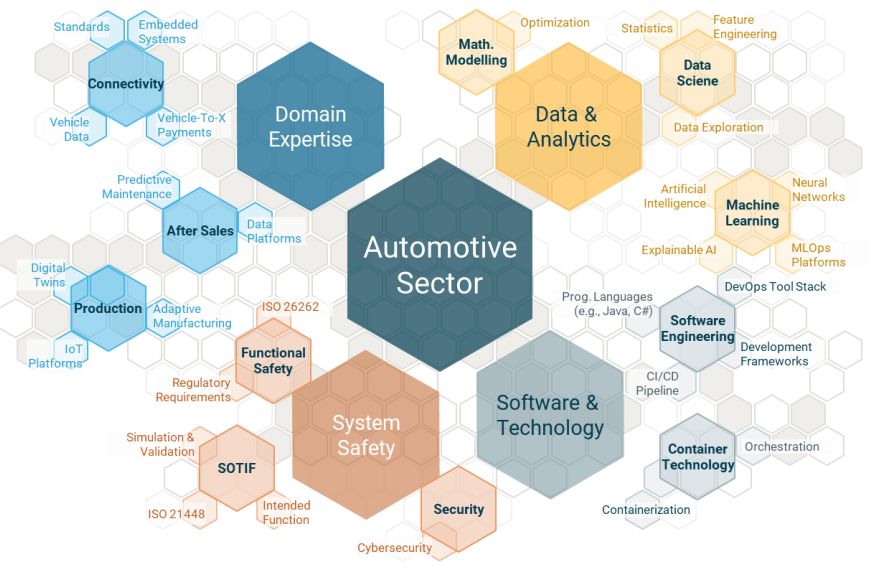 Standards
Embedded
Systems
Connectivity
Vehicle
Data
Vehicle-To-X
Payments
Domain
Expertise
Predictive
Maintenance
After Sales
Data
Platforms
Digital
Twins
Production
Adaptive
Manufacturing
IoT
Platforms
Math.
Modelling
Optimization
Data &
Analytics
Statistics
Feature
Engineering
Data
Sciene
Data Exploration
Artificial
Intelligence
Neural
Networks
Machine
Learning
Explainable AI
MLOps
Platforms
Automotive
Sector
ISO 26262
Functional
Safety
Regulatory
Requirements
System
Safety
Simulation &
Validation
SOTIF
ISO 21448
Intended
Function
Security
Cybersecurity
Software &
Technology
Prog. Languages
(e.g., Java, C#)
DevOps Tool Stack
Software
Engineering
Development
Frameworks
CI/CD
Pipeline
Container
Technology
Orchestration
Containerization